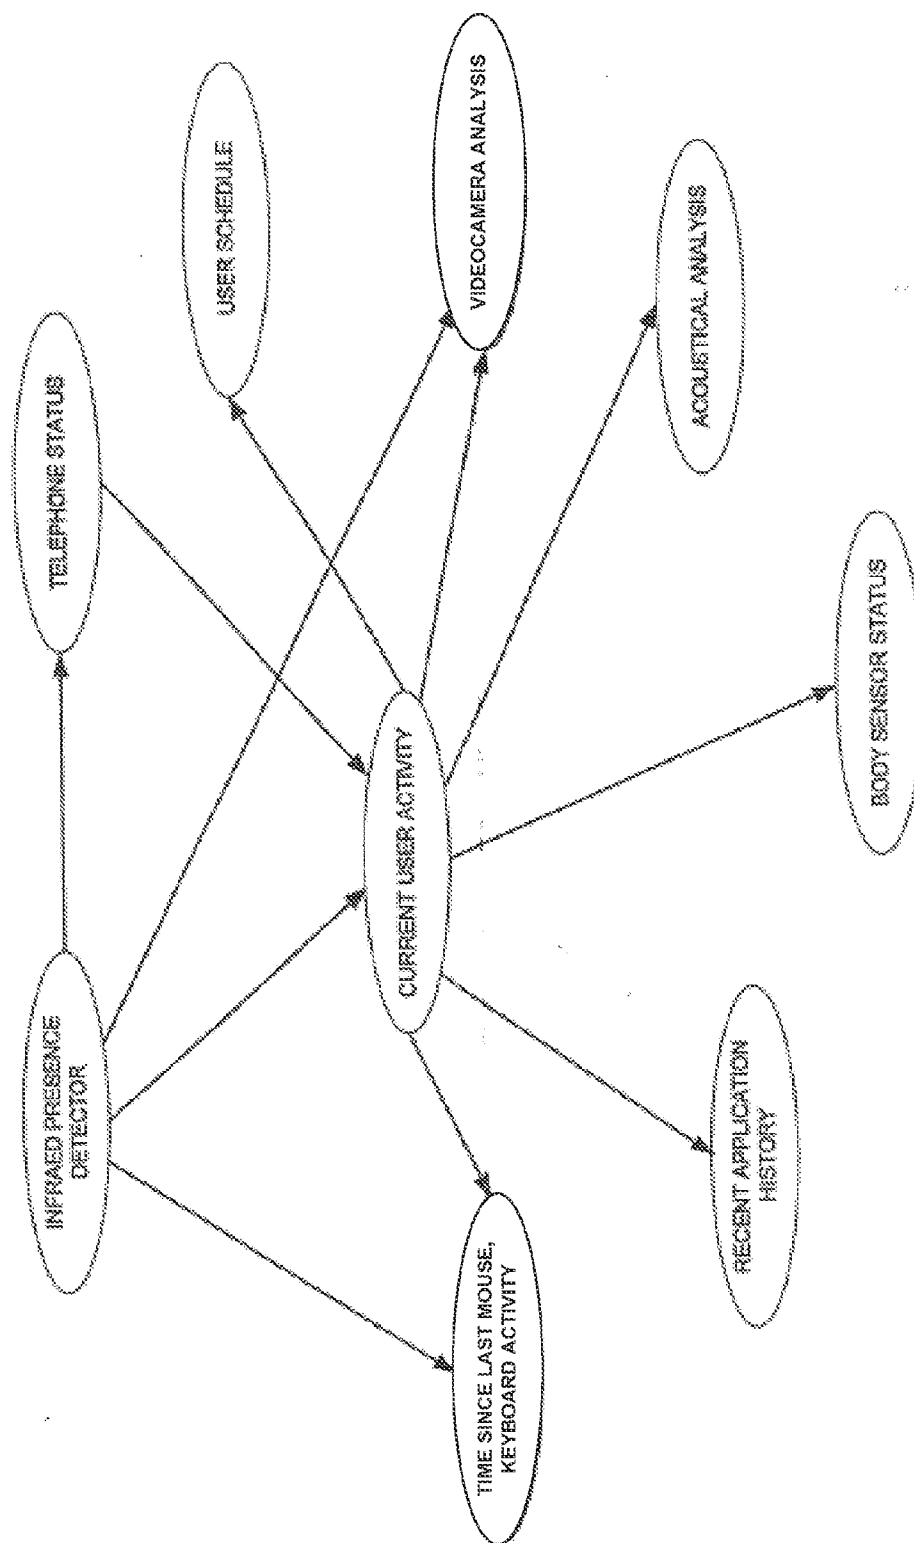 INFRAED PRESENCE
DETECTOR
TELEPHONE STATUS
USER SCHEDULE
CURRENT USER ACTIVITY
TIME SINCE LAST MOUSE,
KEYBOARD ACTIVITY
VIDEOCAMERA ANALYSIS
ACOUSTICAL ANALYSIS
RECENT APPLICATION
HISTORY
BODY SENSOR STATUS